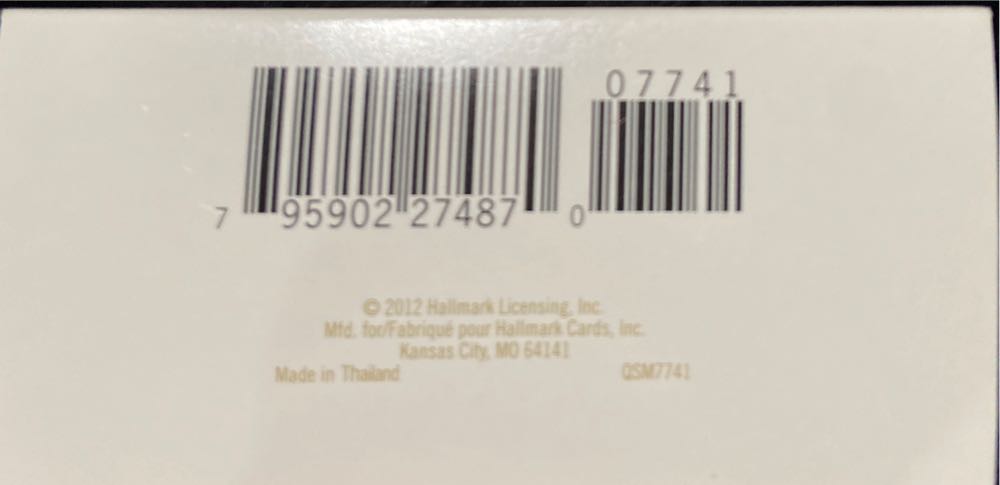 07741
7 95902 27487 0
© 2012 Hallmark Licensing, Inc.
Mfd. for/Fabriqué pour Hallmark Cards, Inc.
Kansas City, MO 64141
Made in Thailand QSM7741